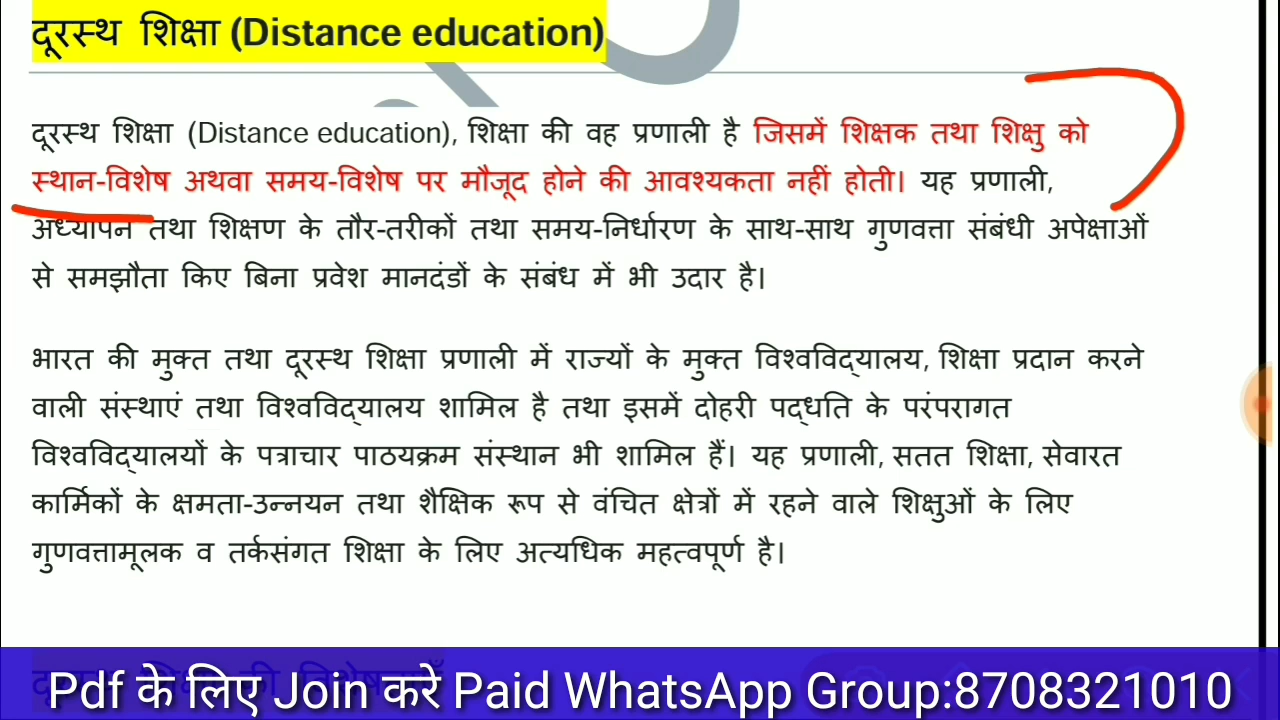 दूरस्थ शिक्षा (Distance education)
दूरस्थ शिक्षा (Distance education), शिक्षा की वह प्रणाली है जिसमें शिक्षक तथा शिक्षु को
स्थान-विशेष अथवा समय-विशेष पर मौजूद होने की आवश्यकता नहीं होती। यह प्रणाली,
अध्यापन तथा शिक्षण के तौर-तरीकों तथा समय-निर्धारण के साथ-साथ गुणवत्ता संबंधी अपेक्षाओं
से समझौता किए बिना प्रवेश मानदंडों के संबंध में भी उदार है।
भारत की मुक्त तथा दूरस्थ शिक्षा प्रणाली में राज्यों के मुक्त विश्वविद्यालय, शिक्षा प्रदान करने
वाली संस्थाएं तथा विश्वविद्यालय शामिल है तथा इसमें दोहरी पद्धति के परंपरागत
विश्वविद्यालयों के पत्राचार पाठयक्रम संस्थान भी शामिल हैं। यह प्रणाली, सतत शिक्षा, सेवारत
कार्मिकों के क्षमता-उन्नयन तथा शैक्षिक रूप से वंचित क्षेत्रों में रहने वाले शिक्षुओं के लिए
गुणवत्तामूलक व तर्कसंगत शिक्षा के लिए अत्यधिक महत्वपूर्ण है।
Pdf के लिए Join करें Paid WhatsApp Group:8708321010